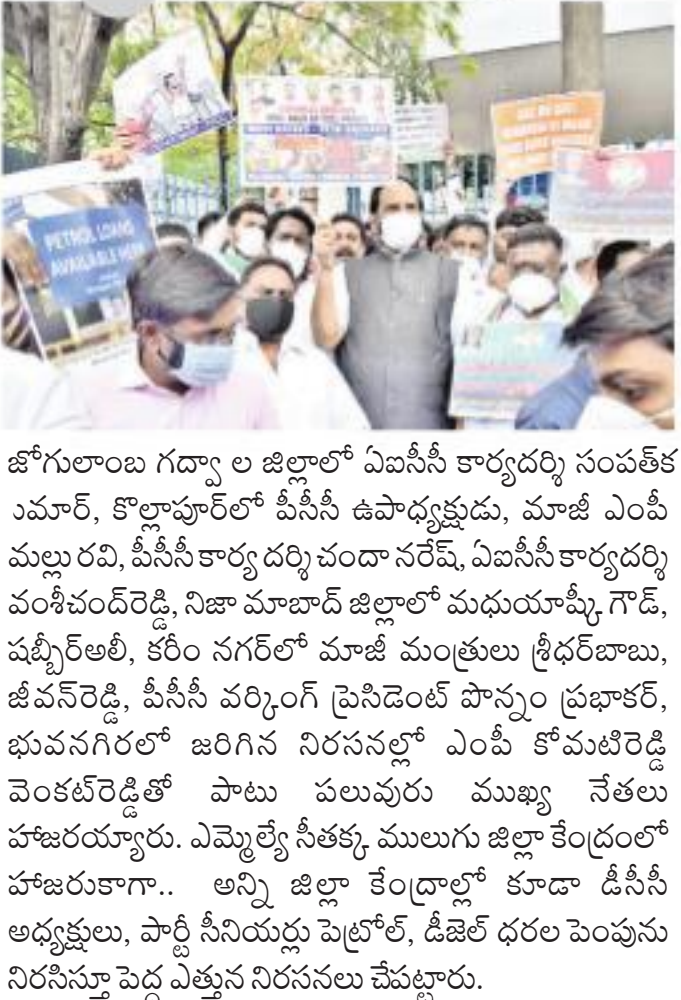 PETROL LOANS
AVAILABLE HERE
జోగులాంబ గద్వా ల జిల్లాలో ఏఐసీసీ కార్యదర్శి సంపత్‌క
ుమార్, కొల్లాపూర్‌లో పీసీసీ ఉపాధ్యక్షుడు, మాజీ ఎంపీ
మల్లు రవి, పీసీసీ కార్య దర్శి చందా నరేష్, ఏఐసీసీ కార్యదర్శి
వంశీచంద్‌రెడ్డి, నిజా మాబాద్ జిల్లాలో మధుయాష్కీ గౌడ్,
షబ్బీర్‌అలీ, కరీం నగర్‌లో మాజీ మంత్రులు శ్రీధర్‌బాబు,
జీవన్‌రెడ్డి, పీసీసీ వర్కింగ్ ప్రెసిడెంట్ పొన్నం ప్రభాకర్,
భువనగిరలో జరిగిన నిరసనల్లో ఎంపీ కోమటిరెడ్డి
వెంకట్‌రెడ్డితో పాటు పలువురు ముఖ్య నేతలు
హాజరయ్యారు. ఎమ్మెల్యే సీతక్క ములుగు జిల్లా కేంద్రంలో
హాజరుకాగా.. అన్ని జిల్లా కేంద్రాల్లో కూడా డీసీసీ
అధ్యక్షులు, పార్టీ సీనియర్లు పెట్రోల్, డీజెల్ ధరల పెంపును
నిరసిస్తూ పెద్ద ఎత్తున నిరసనలు చేపట్టారు.